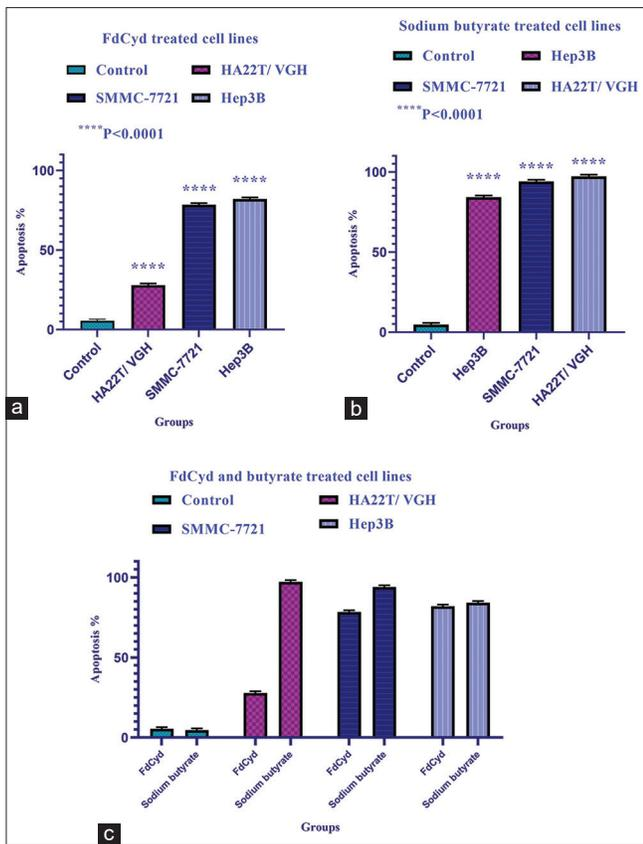 FdCyd treated cell lines
Control
HA22T/ VGH
SMMC-7721
Hep3B
****P<0.0001
Apoptosis %
100
50
0
****
****
****
Control
HA22T/ VGH
SMMC-7721
Hep3B
Groups
a
Sodium butyrate treated cell lines
Control
Hep3B
SMMC-7721
HA22T/ VGH
****P<0.0001
Apoptosis %
100
50
0
****
****
****
Control
Hep3B
SMMC-7721
HA22T/ VGH
Groups
b
FdCyd and butyrate treated cell lines
Control
HA22T/ VGH
SMMC-7721
Hep3B
Apoptosis %
100
50
0
FdCyd
Sodium butyrate
FdCyd
Sodium butyrate
FdCyd
Sodium butyrate
FdCyd
Sodium butyrate
Groups
c